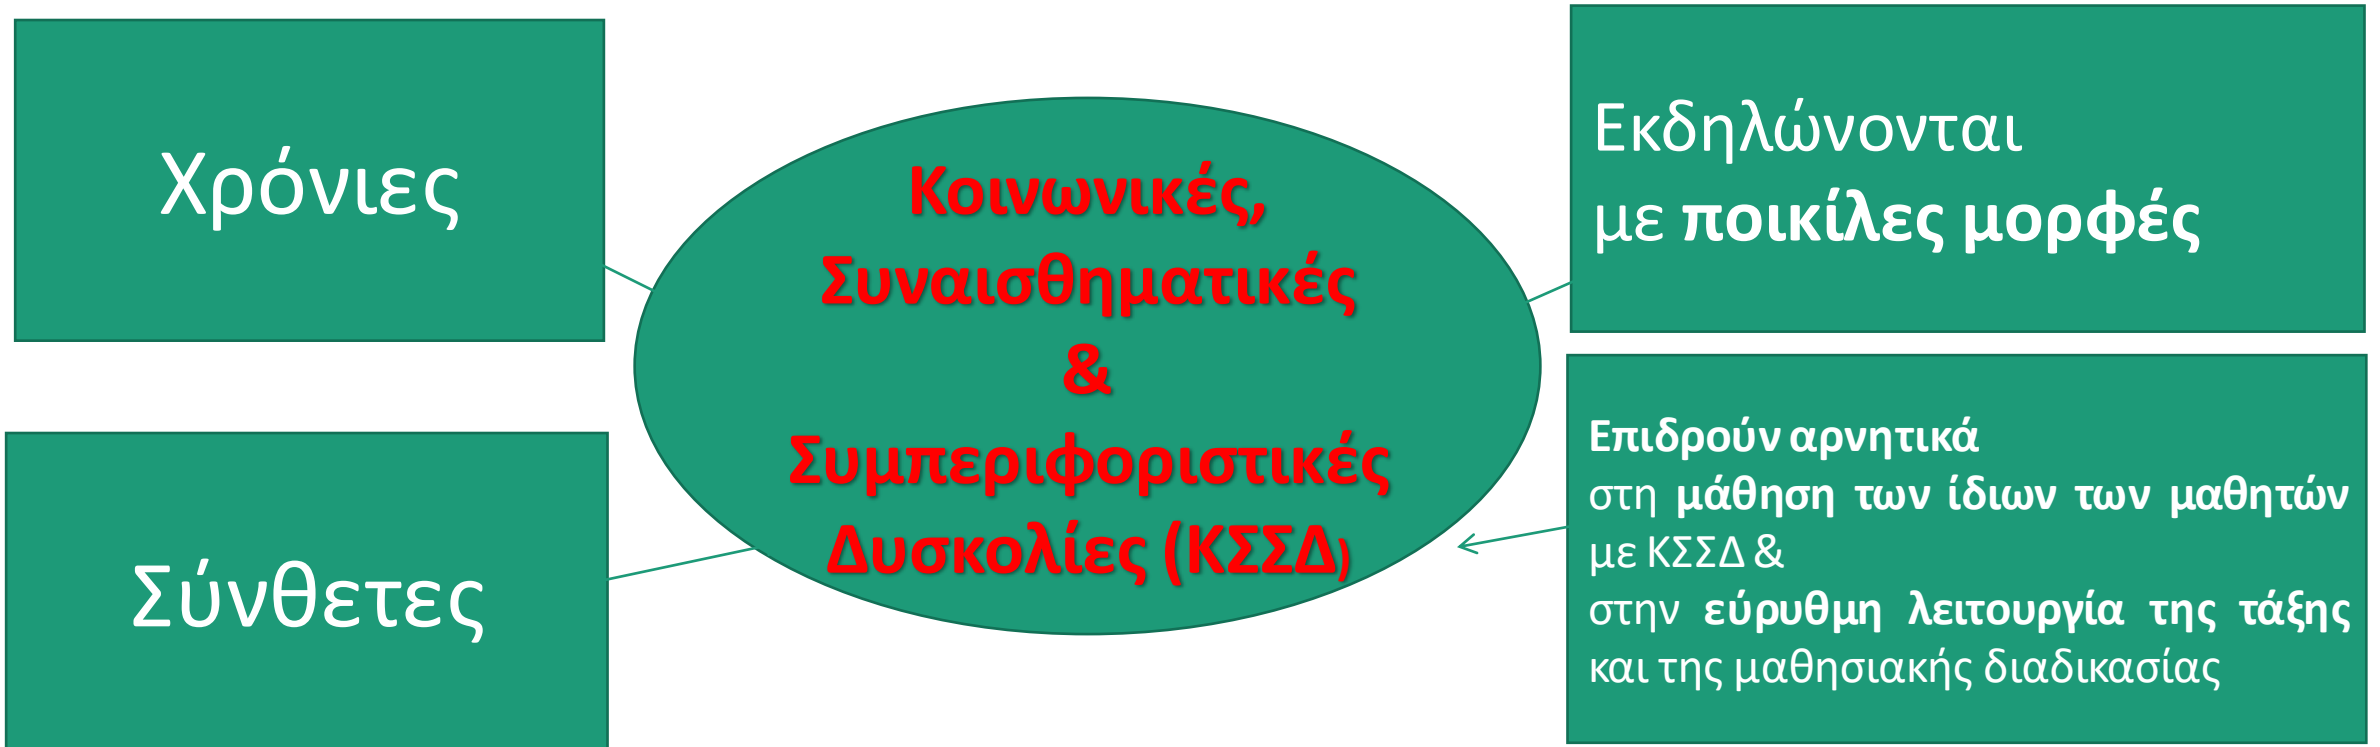 Χρόνιες
Σύνθετες
Κοινωνικές,
Συναισθηματικές
&
Συμπεριφοριστικές
Δυσκολίες (ΚΣΣΔ)
Εκδηλώνονται
με ποικίλες μορφές
Επιδρούν αρνητικά
στη μάθηση των ίδιων των μαθητών
με ΚΣΣΔ &
στην εύρυθμη λειτουργία της τάξης
και της μαθησιακής διαδικασίας